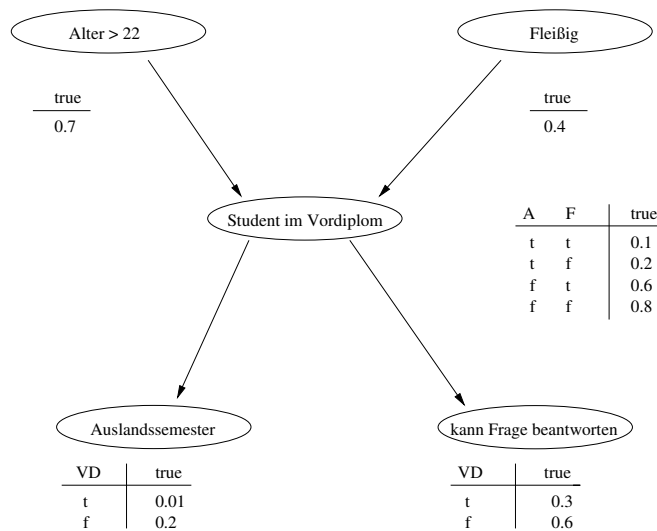 Alter > 22
Fleißig
true
0.7
true
0.4
Student im Vordiplom
A F true
t t 0.1
t f 0.2
f t 0.6
f f 0.8
Auslandssemester
kann Frage beantworten
VD true
t 0.01
f 0.2
VD true
t 0.3
f 0.6